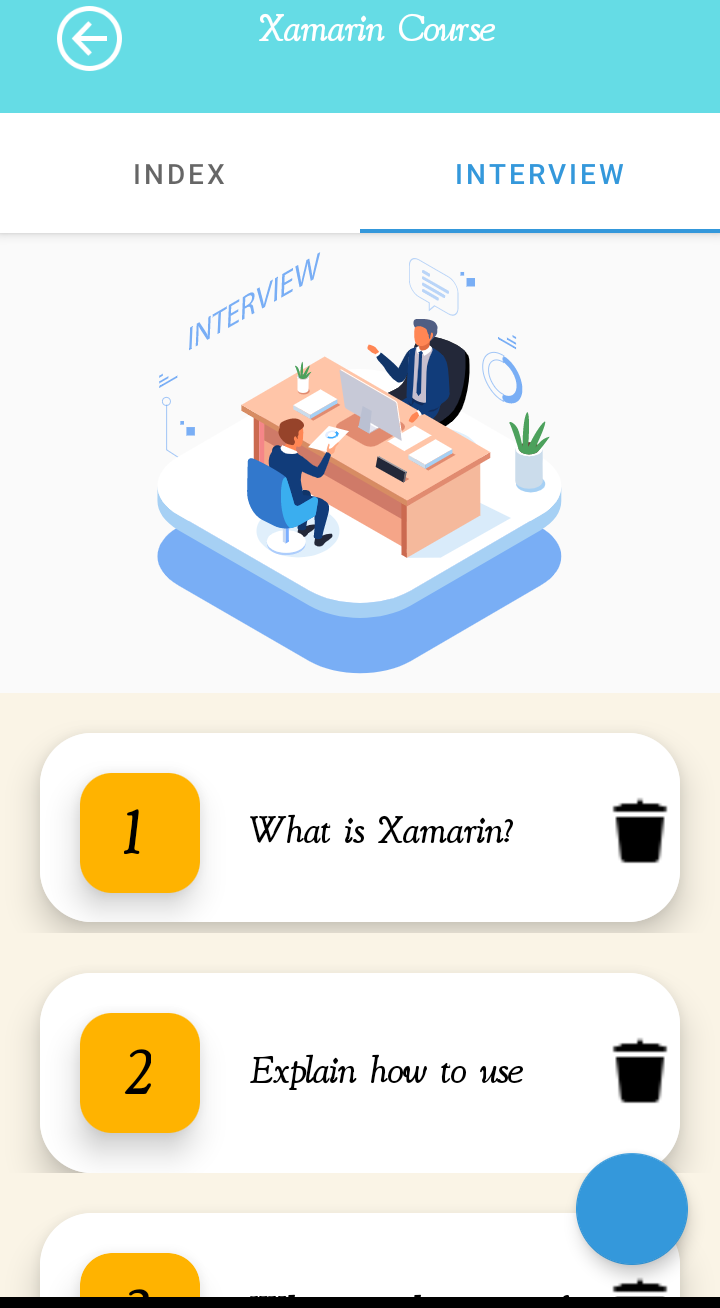 Xamarin Course
INDEX
INTERVIEW
INTERVIEW
1
What is Xamarin?
2
Explain how to use